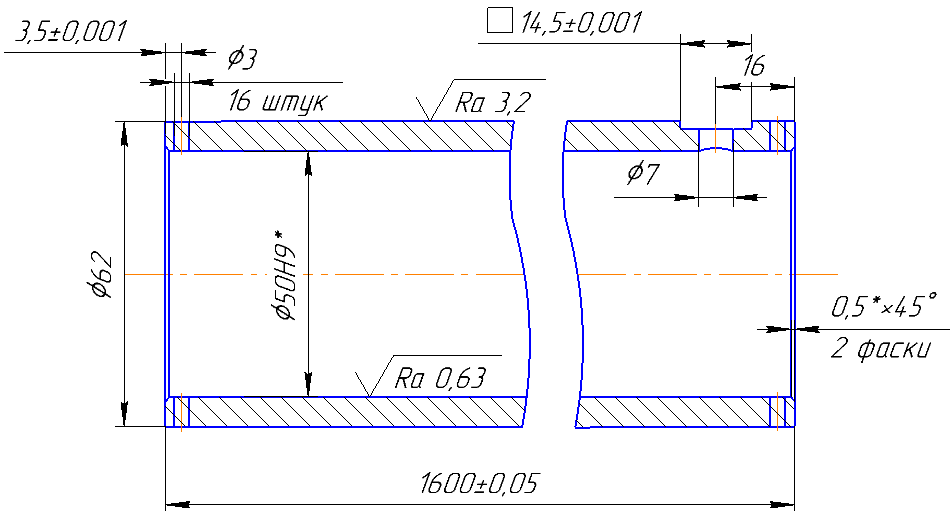 3,5±0,001
ϕ3
16 штук
□ 14,5±0,001
16
Ra 3,2
ϕ7
ϕ62
ϕ50H9*
0,5*×45°
2 фаски
Ra 0,63
1600±0,05